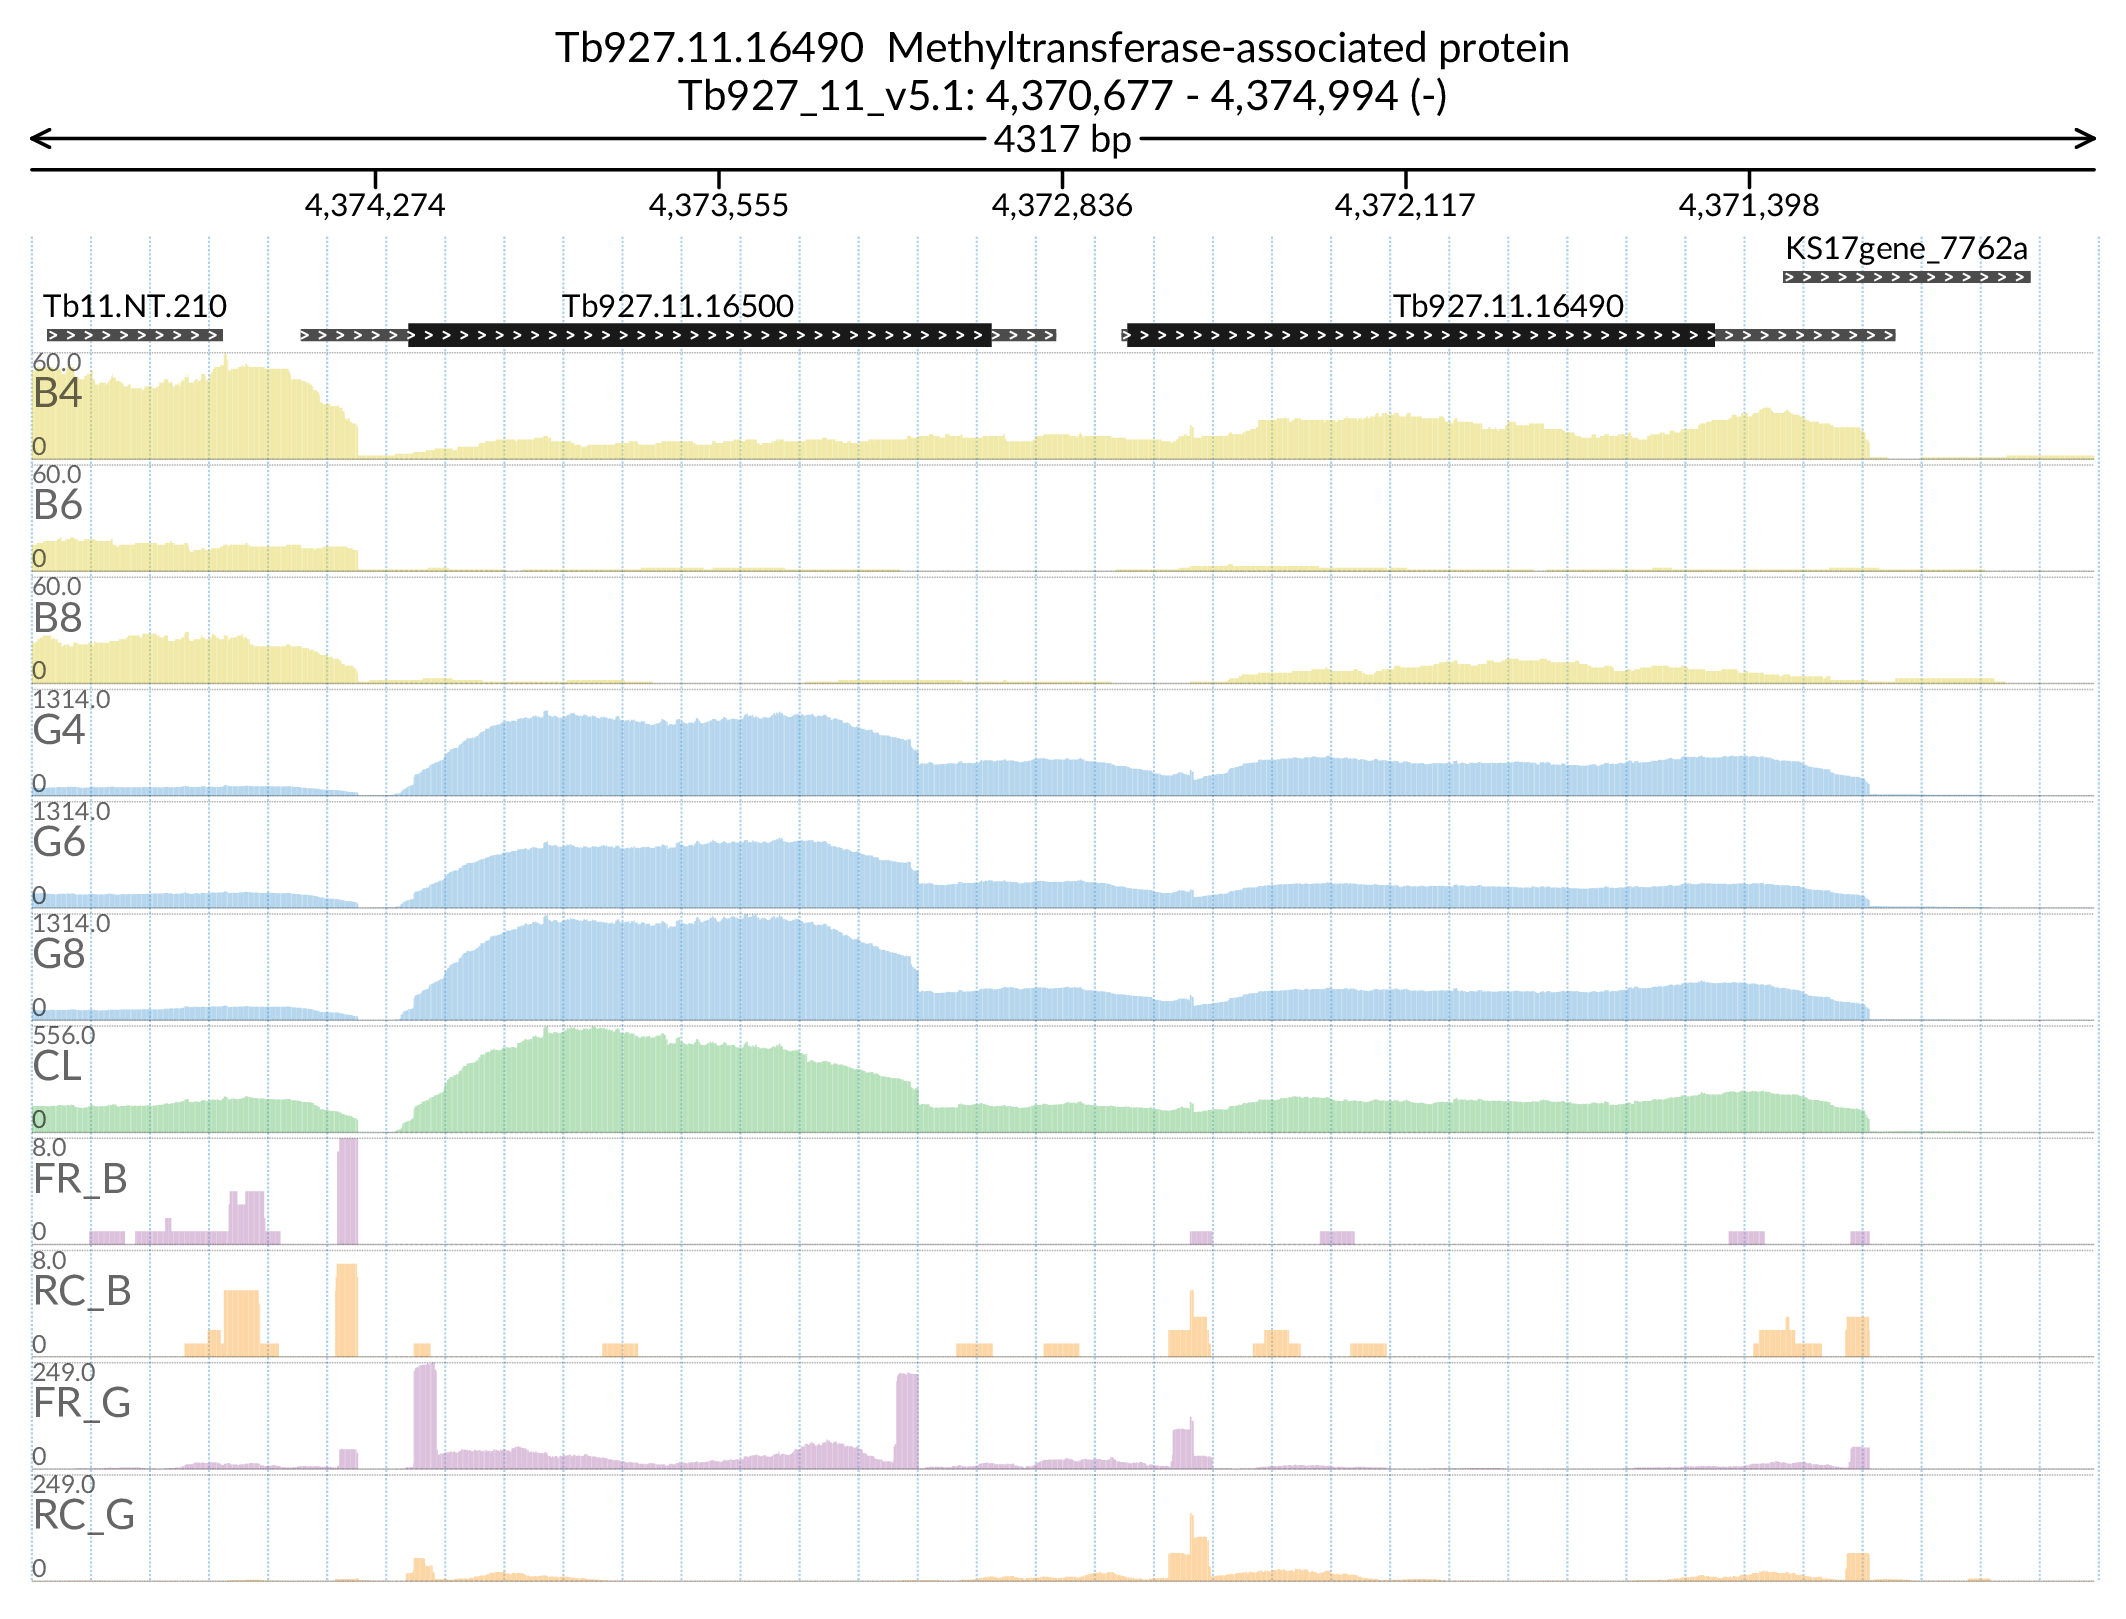 Tb927.11.16490  Methyltransferase-associated protein
Tb927_11_v5.1: 4,370,677 - 4,374,994 (-)
4317 bp
4,374,274 4,373,555 4,372,836 4,372,117 4,371,398
KS17gene_7762a
Tb11.NT.210 Tb927.11.16500 Tb927.11.16490
60.0
B4
0
60.0
B6
0
60.0
B8
0
1314.0
G4
0
1314.0
G6
0
1314.0
G8
0
556.0
CL
0
8.0
FR_B
0
8.0
RC_B
0
249.0
FR_G
0
249.0
RC_G
0